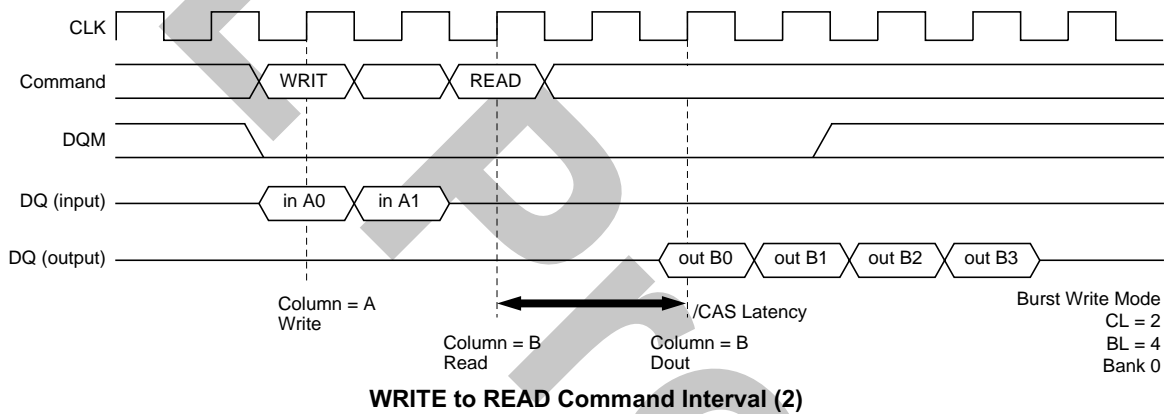 CLK
Command
WRIT
READ
DQM
DQ (input)
in A0
in A1
DQ (output)
out B0
out B1
out B2
out B3
Column = A
Write
/CAS Latency
Column = B
Read
Column = B
Dout
Burst Write Mode
CL = 2
BL = 4
Bank 0
WRITE to READ Command Interval (2)